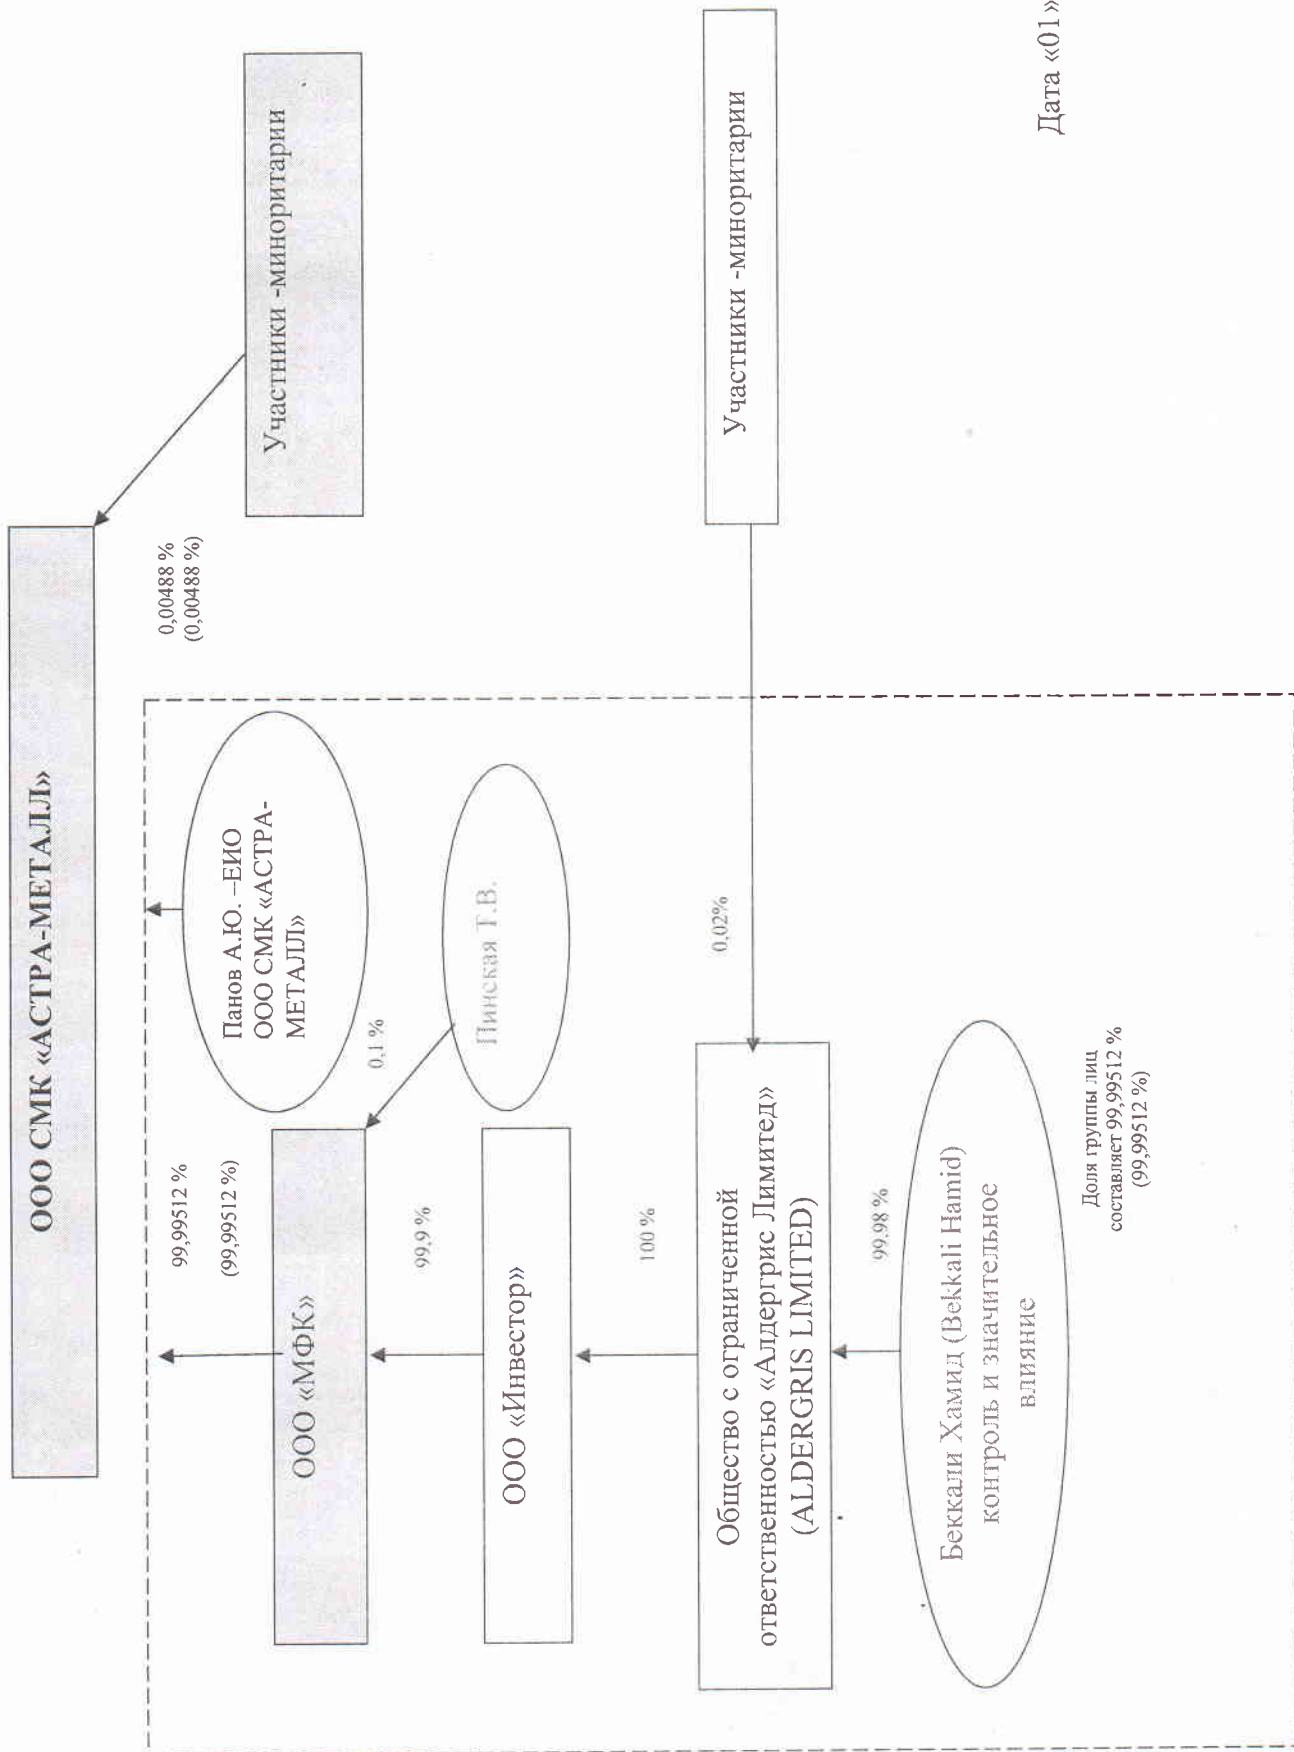 ООО СМК «АСТРА-МЕТАЛЛ»
0,00488 %
(0,00488 %)
Участники -миноритарии
99,99512 %
(99,99512 %)
Панов А.Ю. –ЕИО
ООО СМК «АСТРА-
МЕТАЛЛ»
ООО «МФК»
0,1 %
99,9 %
Пинская Т.В.
ООО «Инвестор»
100 %
0,02%
Участники -миноритарии
Общество с ограниченной
ответственностью «Алдергрис Лимитед»
(ALDERGRIS LIMITED)
99,98 %
Беккали Хамид (Bekkali Hamid)
контроль и значительное
влияние
Доля группы лиц
составляет 99,99512 %
(99,99512 %)
Дата «01»